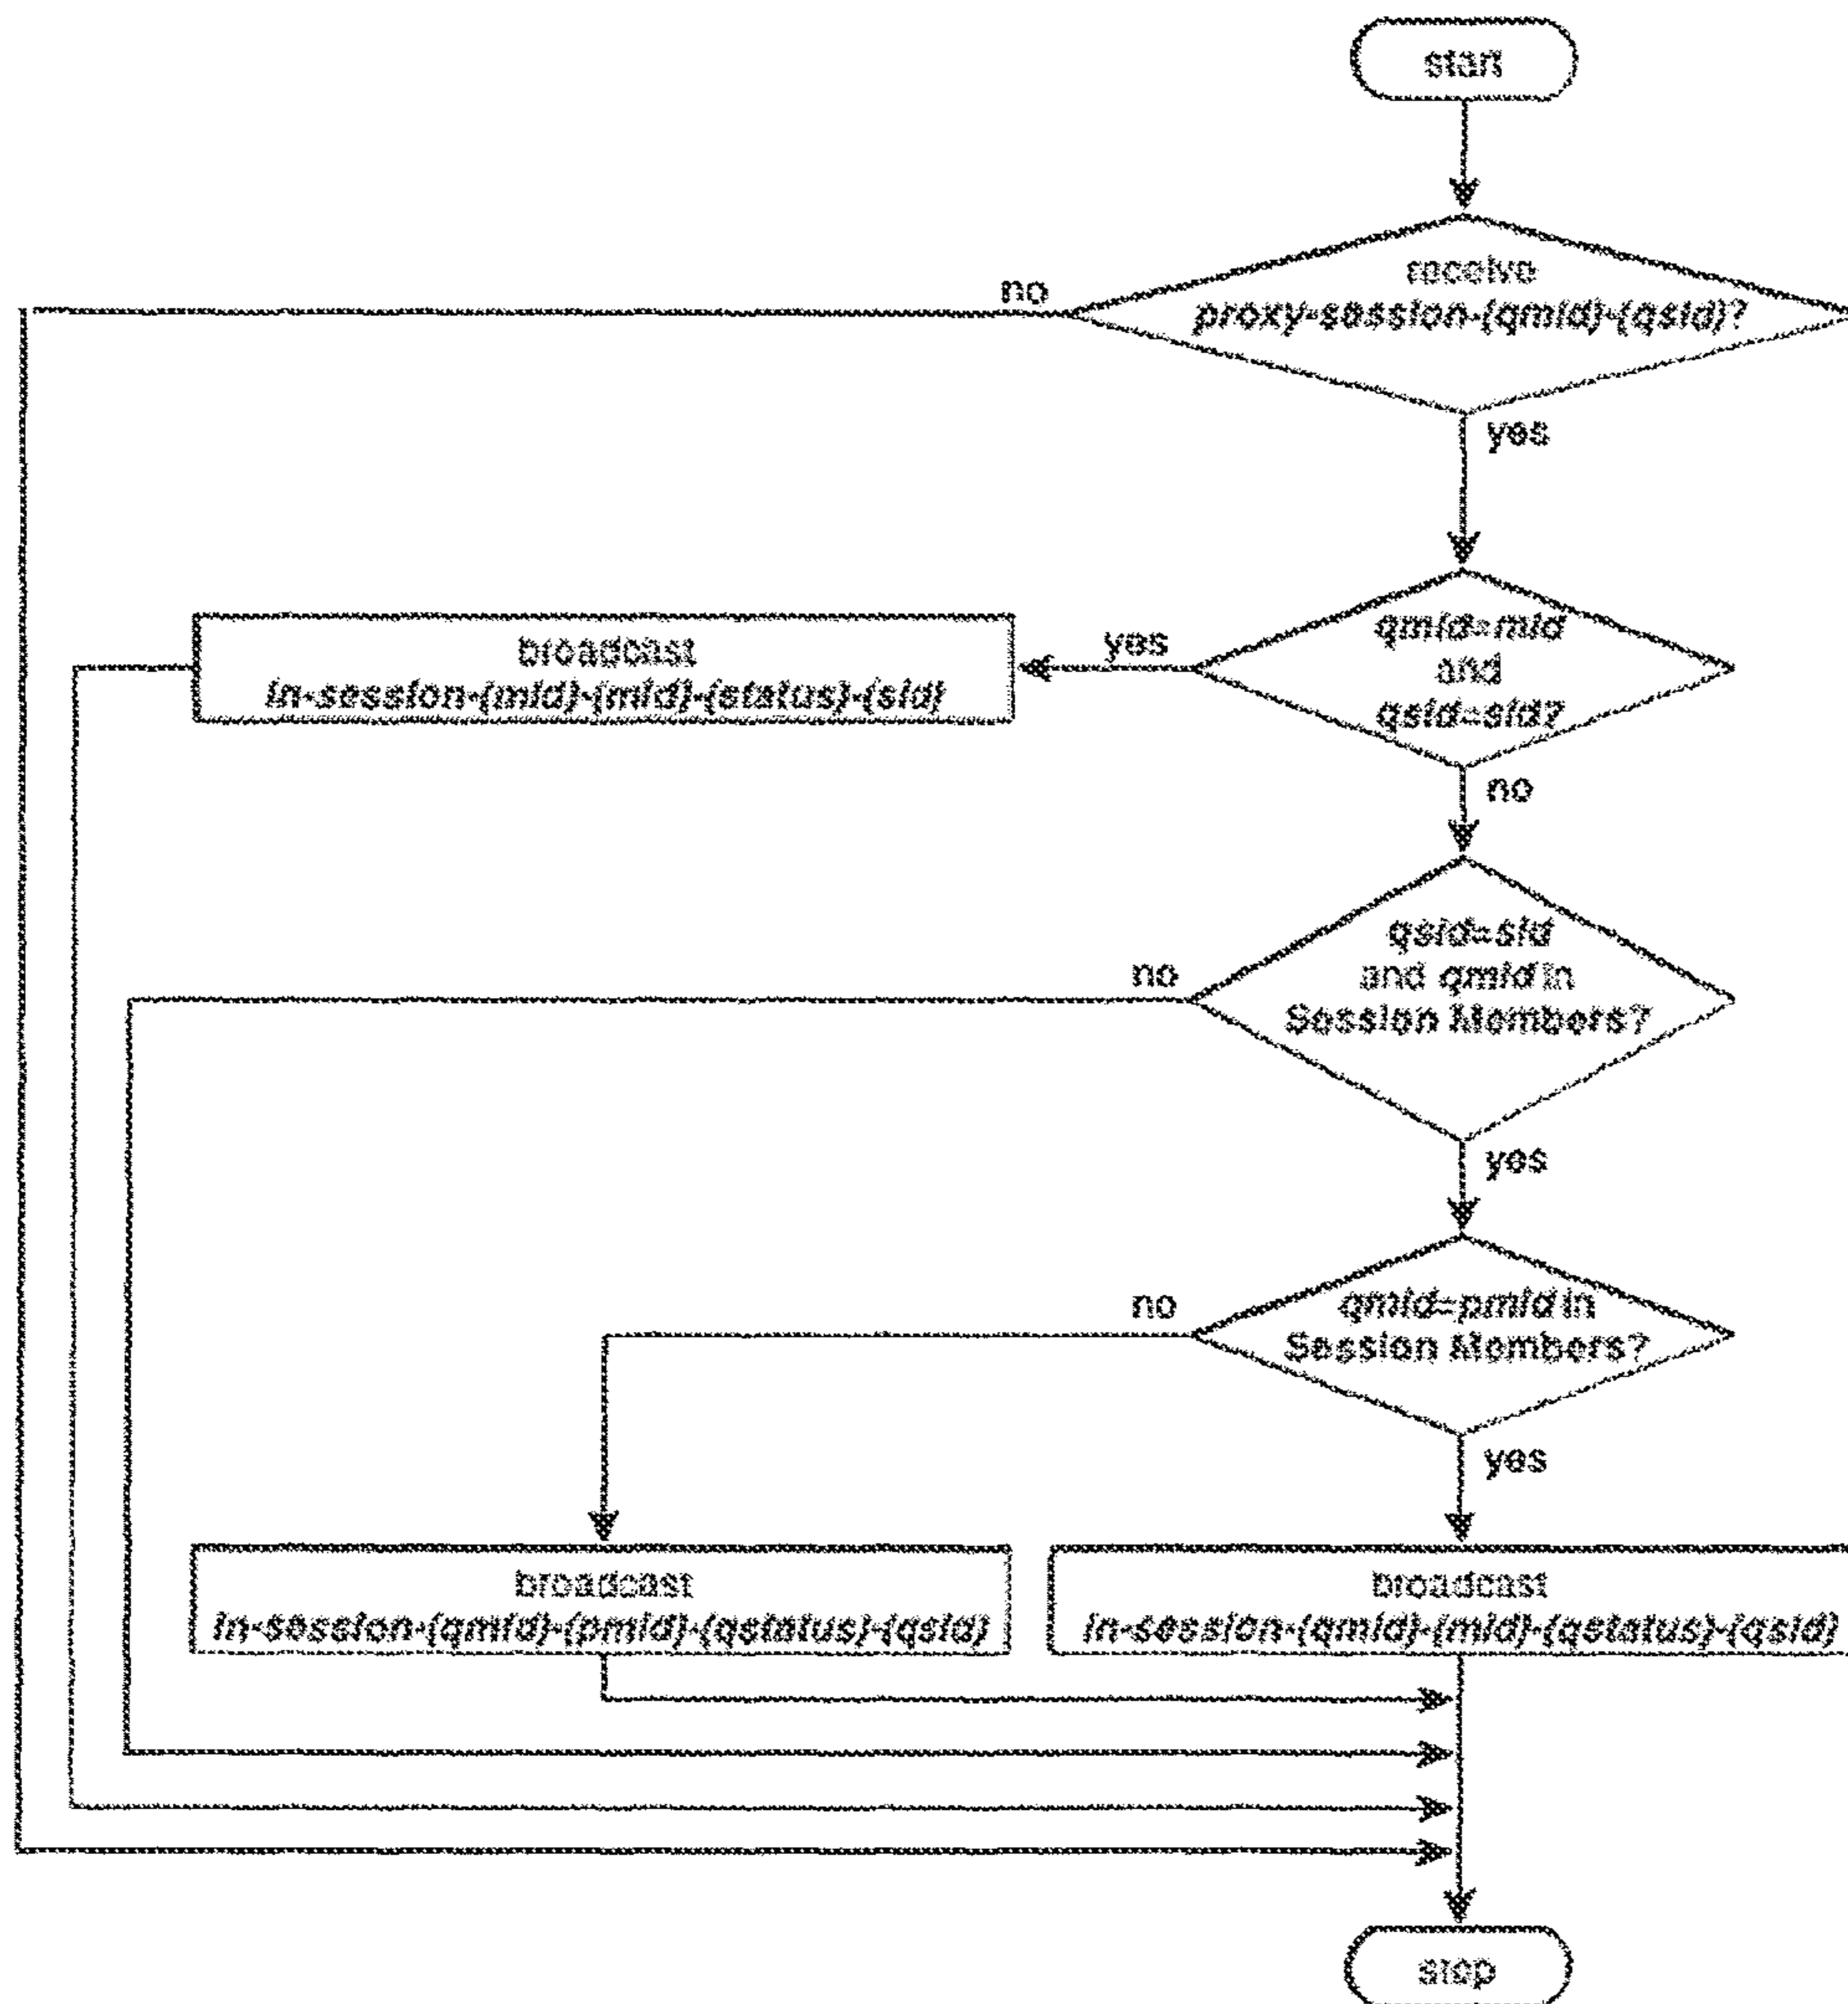 start
receive
no
proxy-session-(qmid)-(qsid)?
yes
qmid=mid
broadcast
yes
and
in-session-(mid)-(mid)-(status)-(sid)
qsid=sid?
no
qsid=sid
no
and qmid in
Session Members?
yes
no
qmid=pmid in
Session Members?
yes
broadcast
in-session-(qmid)-(pmid)-(qstatus)-(qsid)
broadcast
in-session-(qmid)-(mid)-(qstatus)-(qsid)
stop